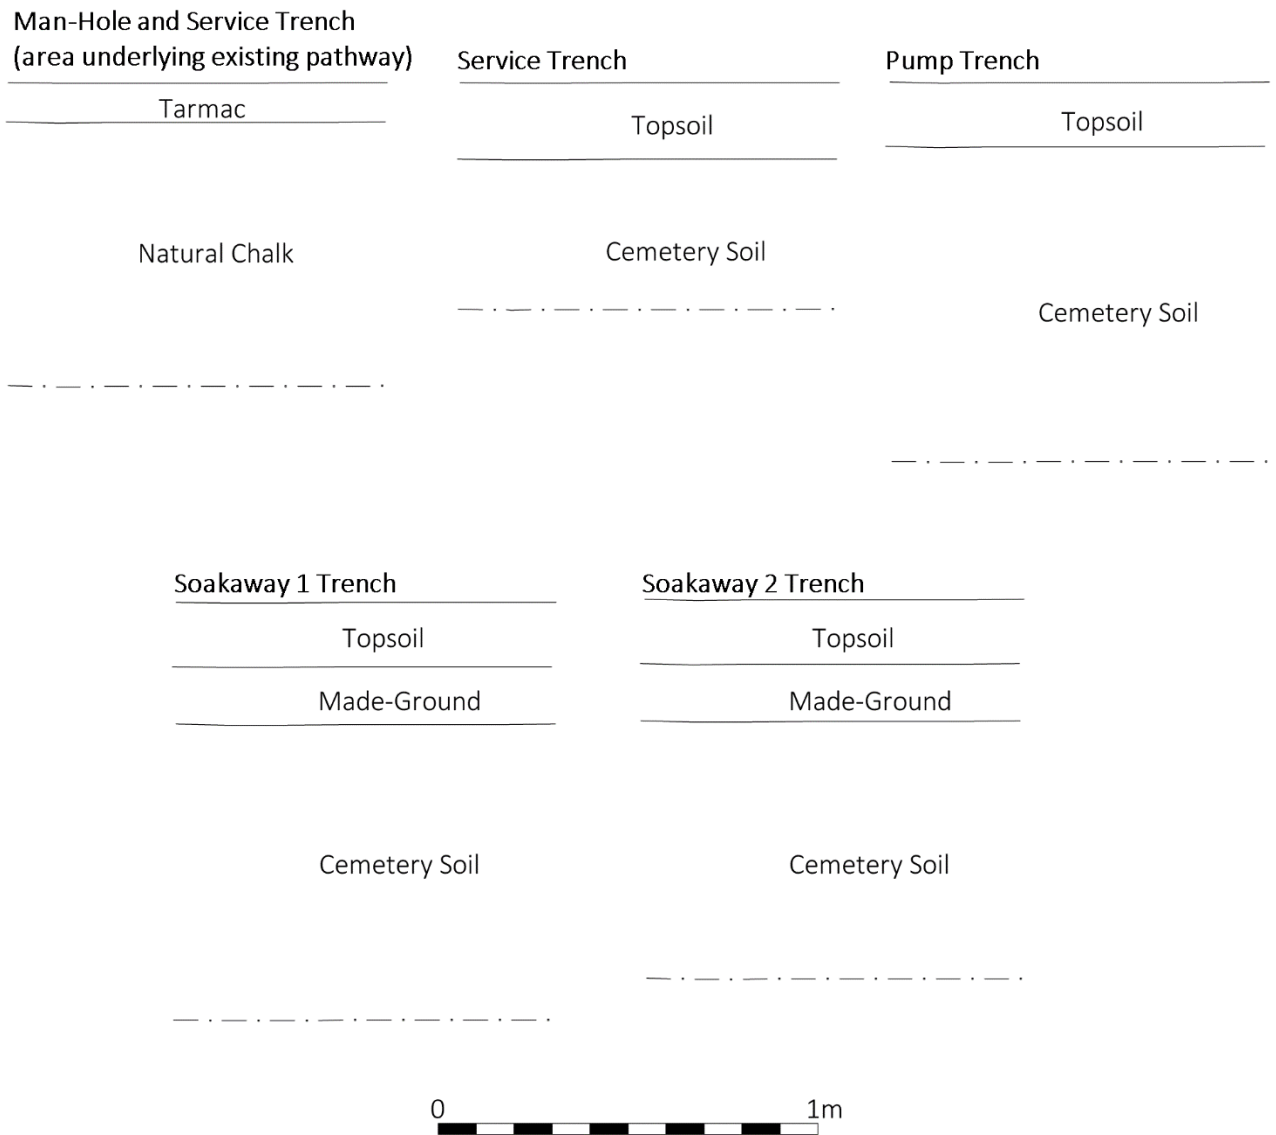 Man-Hole and Service Trench
(area underlying existing pathway)
Tarmac
Natural Chalk
Service Trench
Topsoil
Cemetery Soil
Pump Trench
Topsoil
Cemetery Soil
Soakaway 1 Trench
Topsoil
Made-Ground
Cemetery Soil
Soakaway 2 Trench
Topsoil
Made-Ground
Cemetery Soil
0 1m